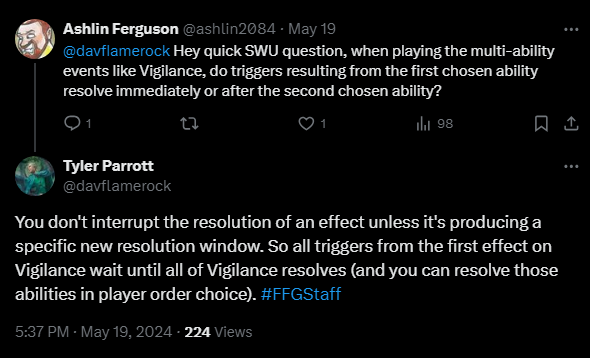 Ashlin Ferguson @ashlin2084 · May 19
@davflamerock Hey quick SWU question, when playing the multi-ability
events like Vigilance, do triggers resulting from the first chosen ability
resolve immediately or after the second chosen ability?
1 1 98
Tyler Parrott
@davflamerock
You don't interrupt the resolution of an effect unless it's producing a
specific new resolution window. So all triggers from the first effect on
Vigilance wait until all of Vigilance resolves (and you can resolve those
abilities in player order choice). #FFGStaff
5:37 PM · May 19, 2024 · 224 Views